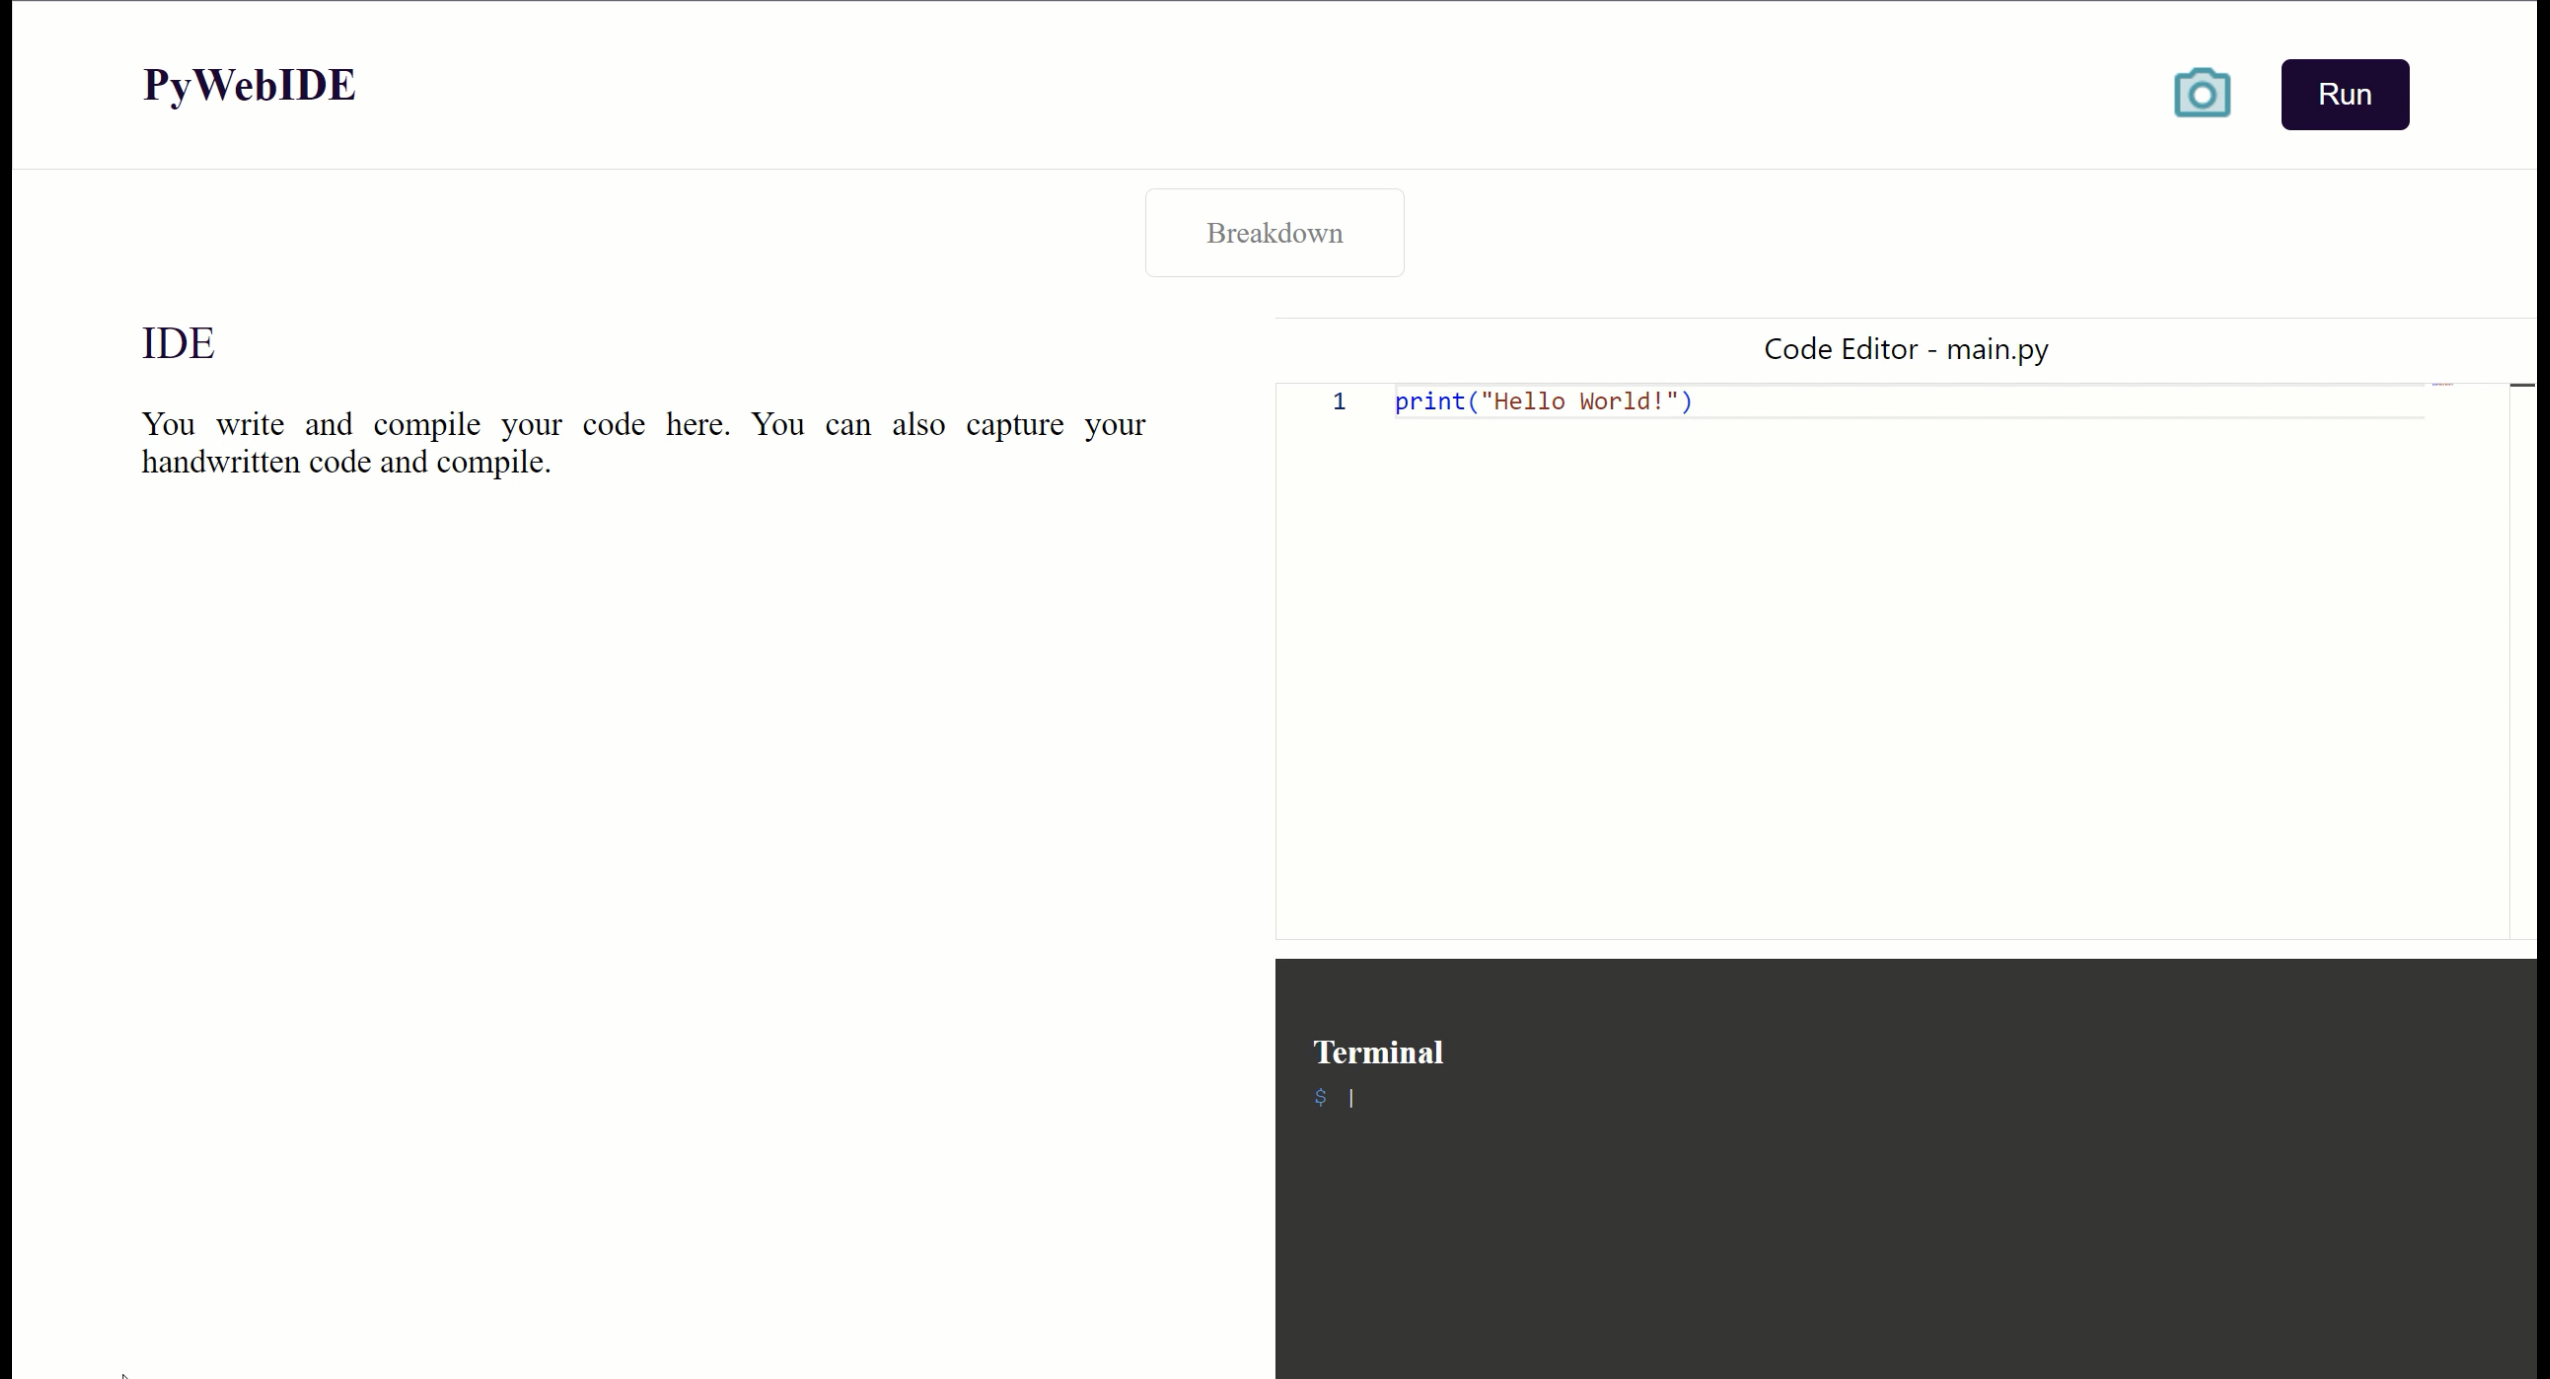 PyWebIDE
Run
Breakdown
IDE
You write and compile your code here. You can also capture your
handwritten code and compile.
Code Editor - main.py
1 print("Hello World!")
Terminal
$ |